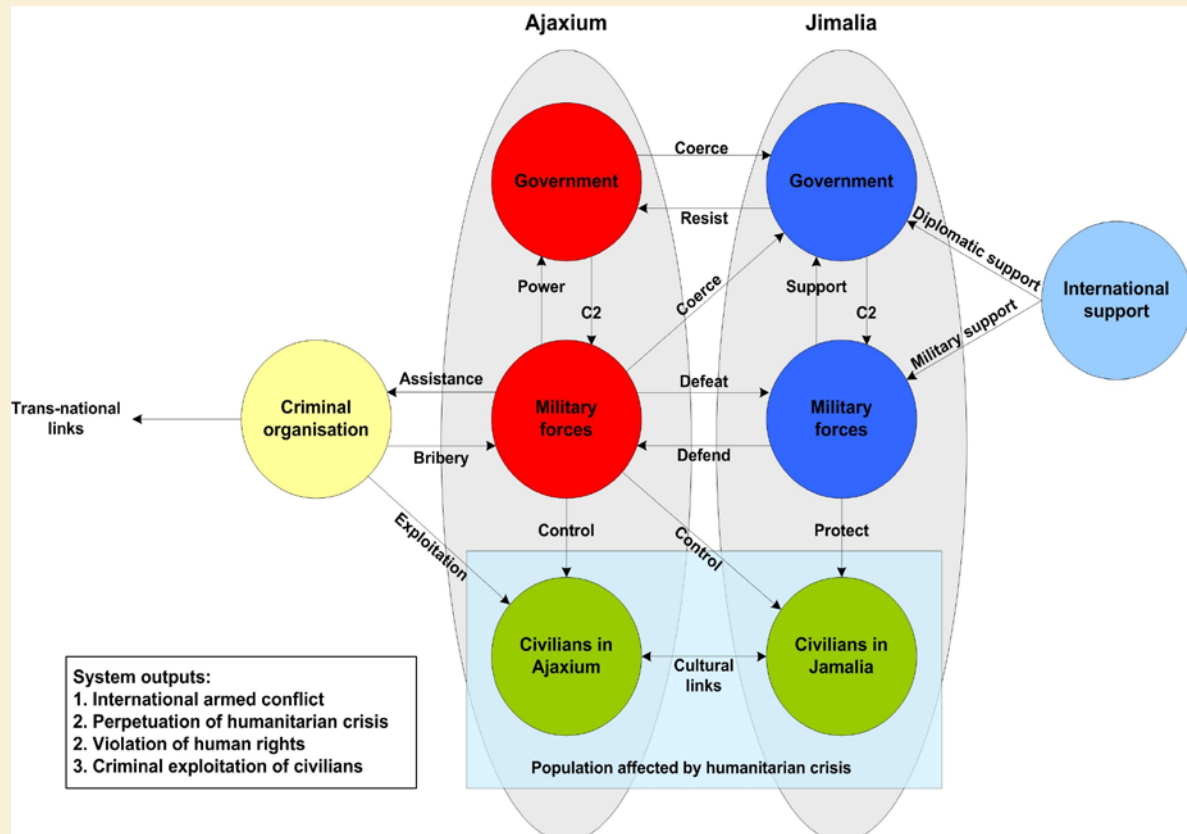 Ajaxium
Jimalia
Government
Coerce
Government
Resist
Diplomatic support
International
support
Power
C2
Coerce
Support
C2
Military support
Assistance
Defeat
Trans-national
links
Criminal
organisation
Military
forces
Military
forces
Bribery
Defend
Exploitation
Control
Control
Protect
Civilians in
Ajaxium
Cultural
links
Civilians in
Jamalia
System outputs:
1. International armed conflict
2. Perpetuation of humanitarian crisis
2. Violation of human rights
3. Criminal exploitation of civilians
Population affected by humanitarian crisis